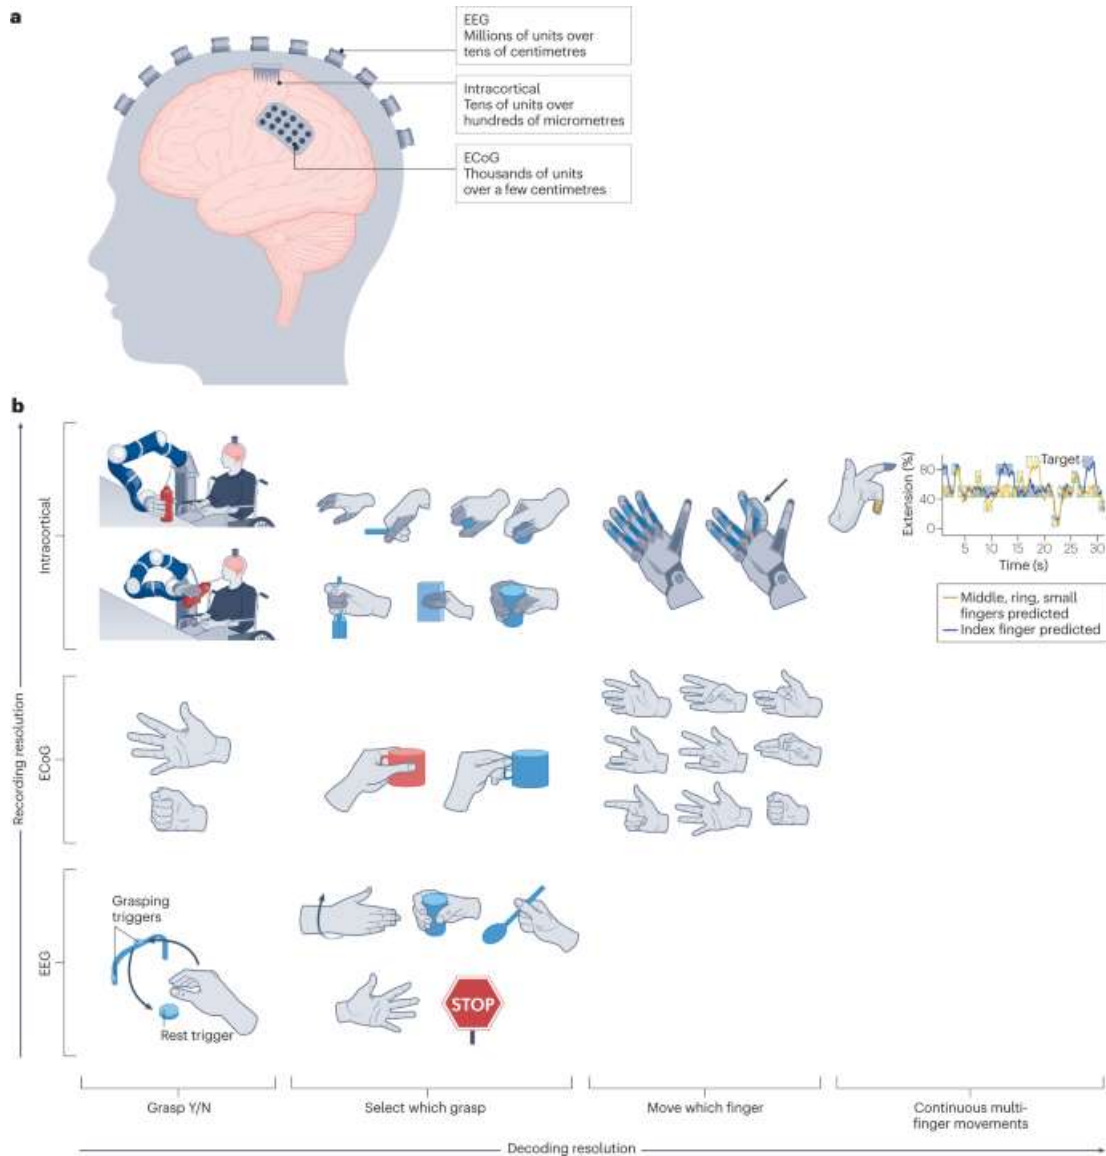 a
EEG
Millions of units over
tens of centimetres
Intracortical
Tens of units over
hundreds of micrometres
ECoG
Thousands of units
over a few centimetres
b
Recording resolution
Intracortical
Extension (%)
80
40
0
Target
5
10
15
20
25
30
Time (s)
Middle, ring, small
fingers predicted
Index finger predicted
ECoG
EEG
Grasping
triggers
Rest trigger
STOP
Grasp Y/N
Select which grasp
Move which finger
Continuous multi-
finger movements
Decoding resolution